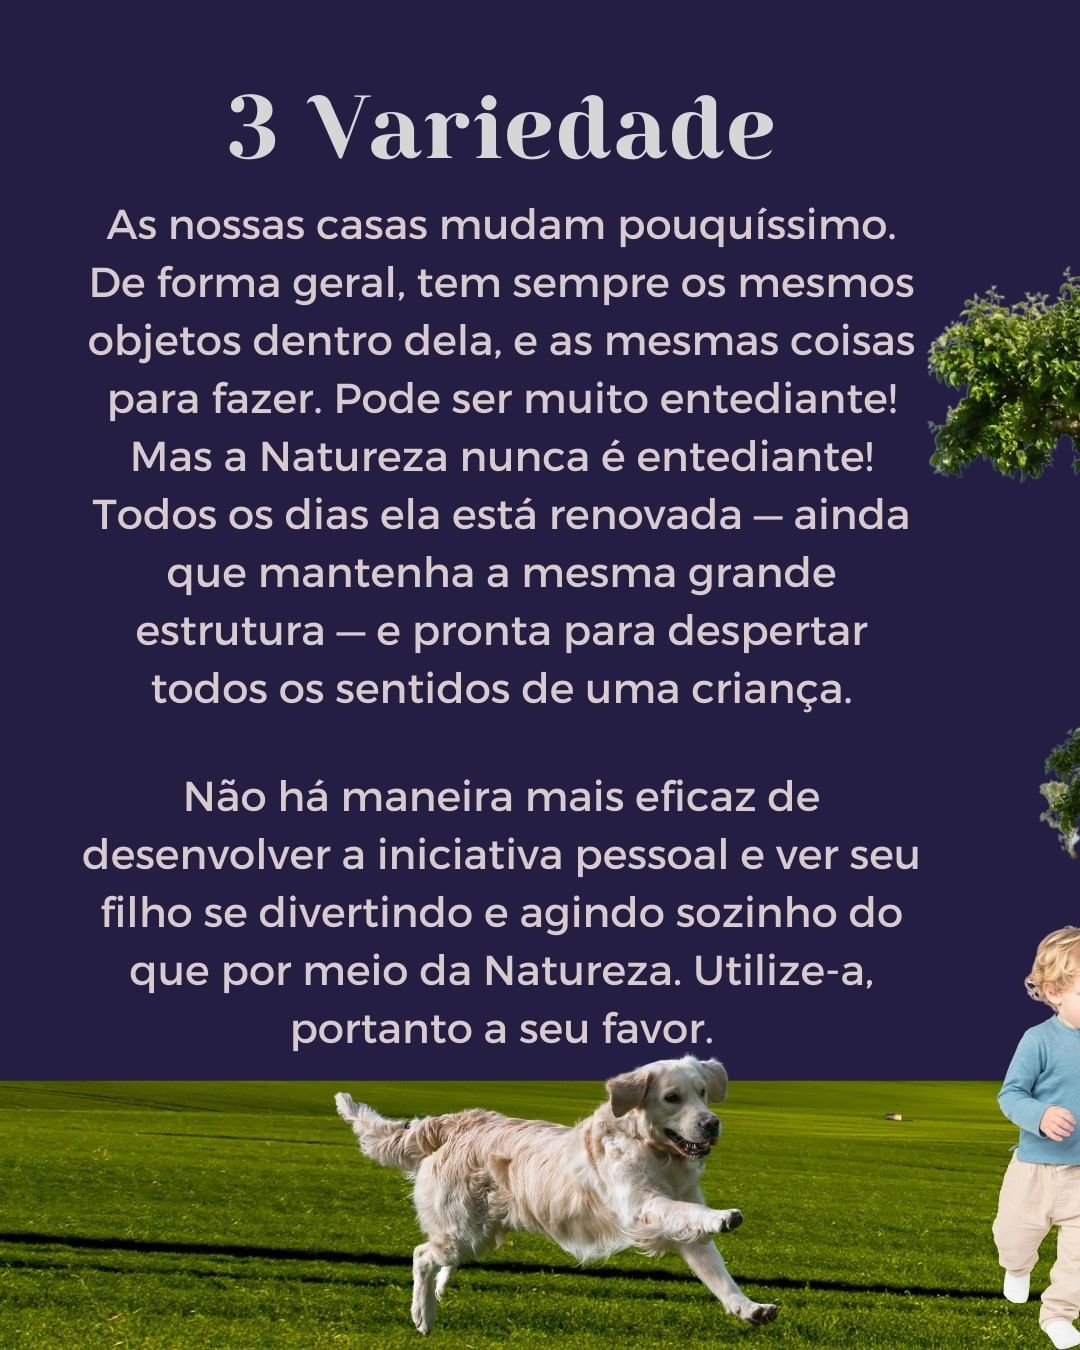 3 Variedade
As nossas casas mudam pouquíssimo.
De forma geral, tem sempre os mesmos
objetos dentro dela, e as mesmas coisas
para fazer. Pode ser muito entediante!
Mas a Natureza nunca é entediante!
Todos os dias ela está renovada — ainda
que mantenha a mesma grande
estrutura — e pronta para despertar
todos os sentidos de uma criança.
Não há maneira mais eficaz de
desenvolver a iniciativa pessoal e ver seu
filho se divertindo e agindo sozinho do
que por meio da Natureza. Utilize-a,
portanto a seu favor.